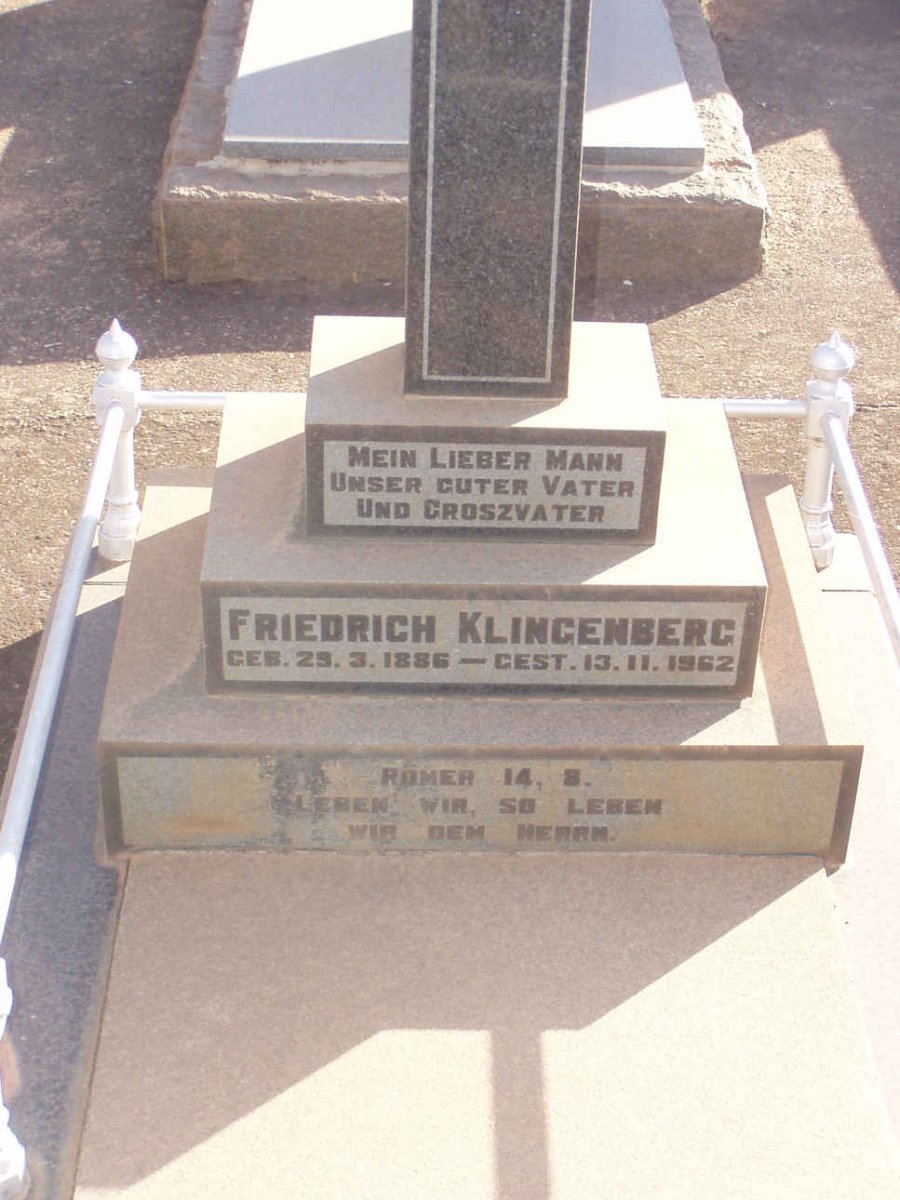 Mein Lieber Mann
Unser guter Vater
Und Groszvater
Friedrich Klingenberg
Geb. 29. 3. 1886 — Gest. 13. 11. 1962
Römer 14, 8.
Leben wir, so leben
wir dem Herrn.